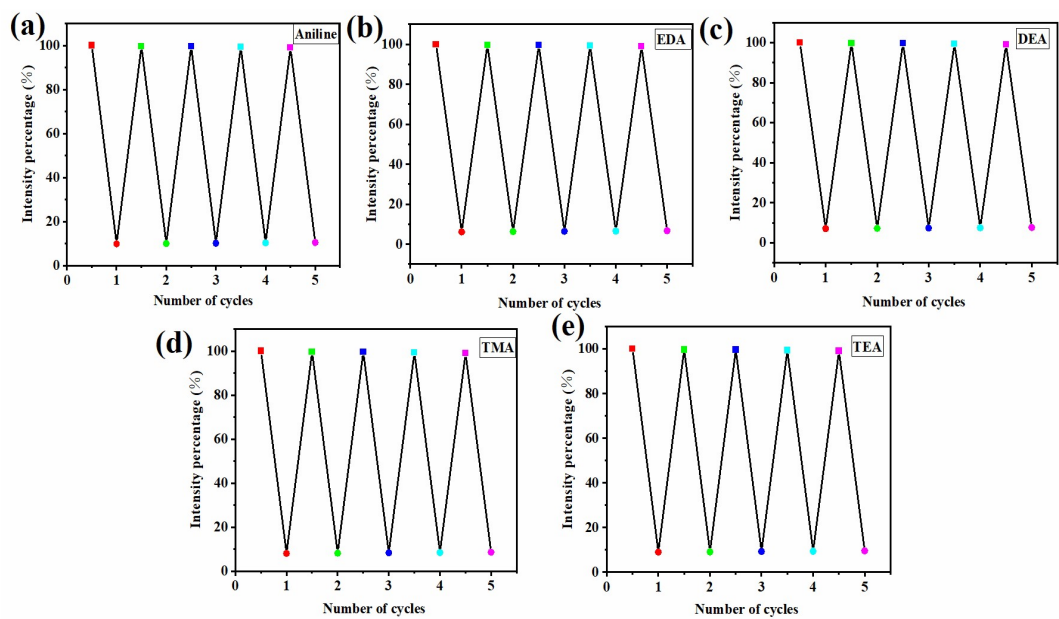 (a)
Aniline
Intensity percentage (%)
100
80
60
40
20
0
0 1 2 3 4 5
Number of cycles
(b)
EDA
Intensity percentage (%)
100
80
60
40
20
0
0 1 2 3 4 5
Number of cycles
(c)
DEA
Intensity percentage (%)
100
80
60
40
20
0
0 1 2 3 4 5
Number of cycles
(d)
TMA
Intensity percentage (%)
100
80
60
40
20
0
0 1 2 3 4 5
Number of cycles
(e)
TEA
Intensity percentage (%)
100
80
60
40
20
0
0 1 2 3 4 5
Number of cycles